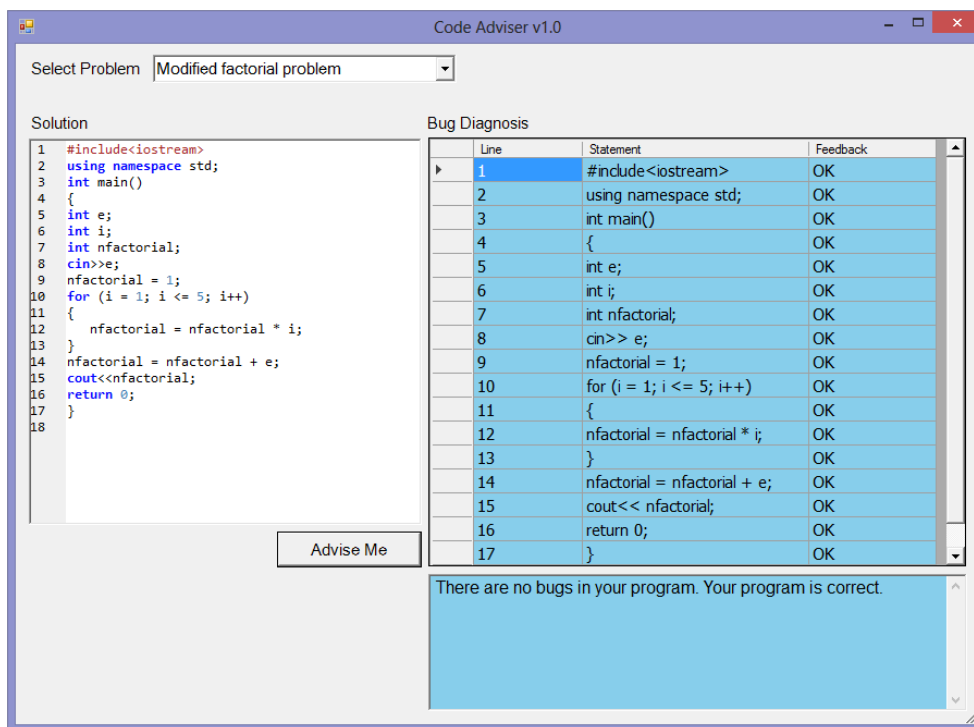 Code Adviser v1.0
Select Problem Modified factorial problem
Solution
1 #include<iostream>
2 using namespace std;
3 int main()
4 {
5 int e;
6 int i;
7 int nfactorial;
8 cin>>e;
9 nfactorial = 1;
10 for (i = 1; i <= 5; i++)
11 {
12 nfactorial = nfactorial * i;
13 }
14 nfactorial = nfactorial + e;
15 cout<<nfactorial;
16 return 0;
17 }
18
Advise Me
Bug Diagnosis
Line Statement Feedback
1 #include<iostream> OK
2 using namespace std; OK
3 int main() OK
4 { OK
5 int e; OK
6 int i; OK
7 int nfactorial; OK
8 cin>> e; OK
9 nfactorial = 1; OK
10 for (i = 1; i <= 5; i++) OK
11 { OK
12 nfactorial = nfactorial * i; OK
13 } OK
14 nfactorial = nfactorial + e; OK
15 cout<< nfactorial; OK
16 return 0; OK
17 } OK
There are no bugs in your program. Your program is correct.